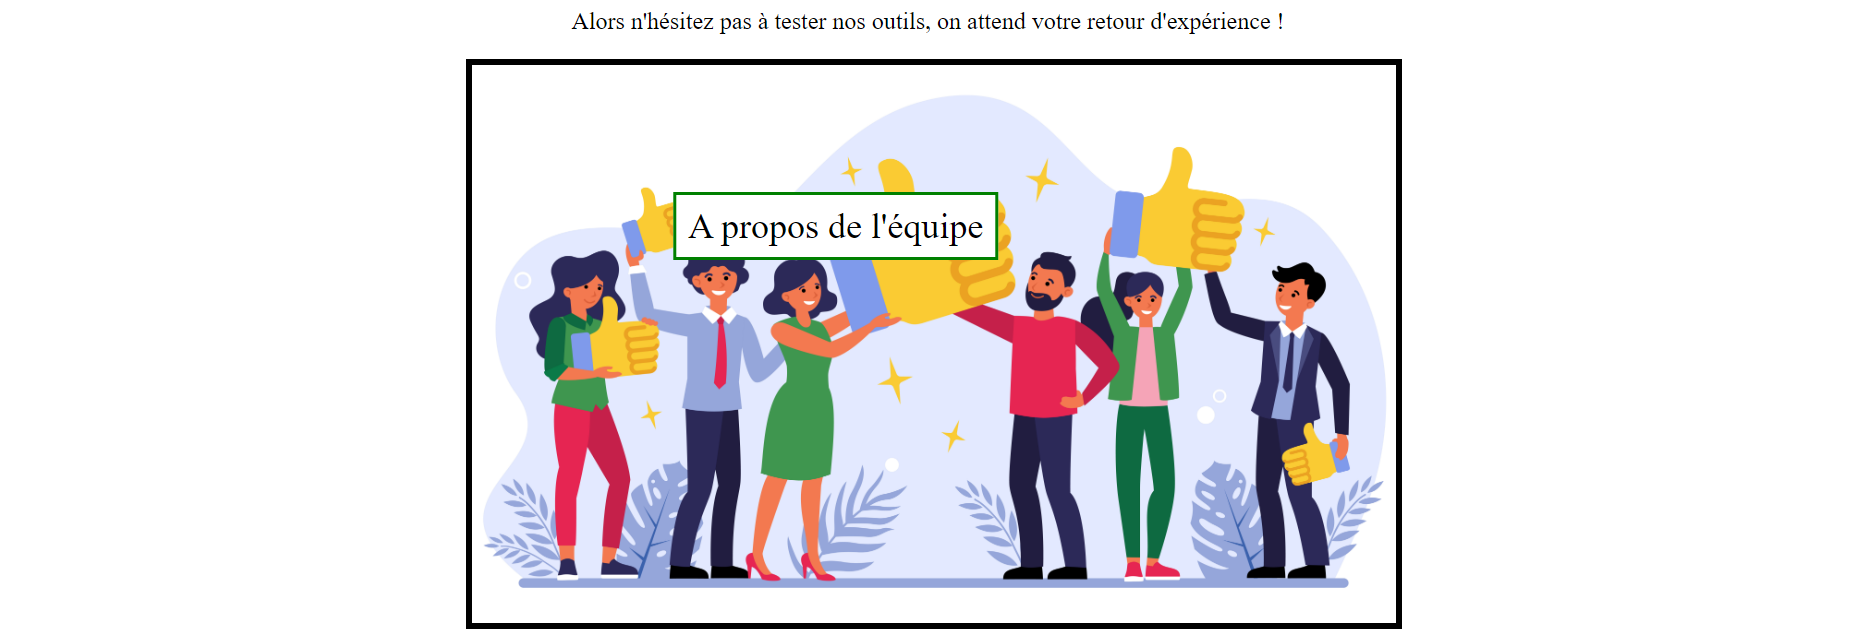 Alors n'hésitez pas à tester nos outils, on attend votre retour d'expérience !
A propos de l'équipe